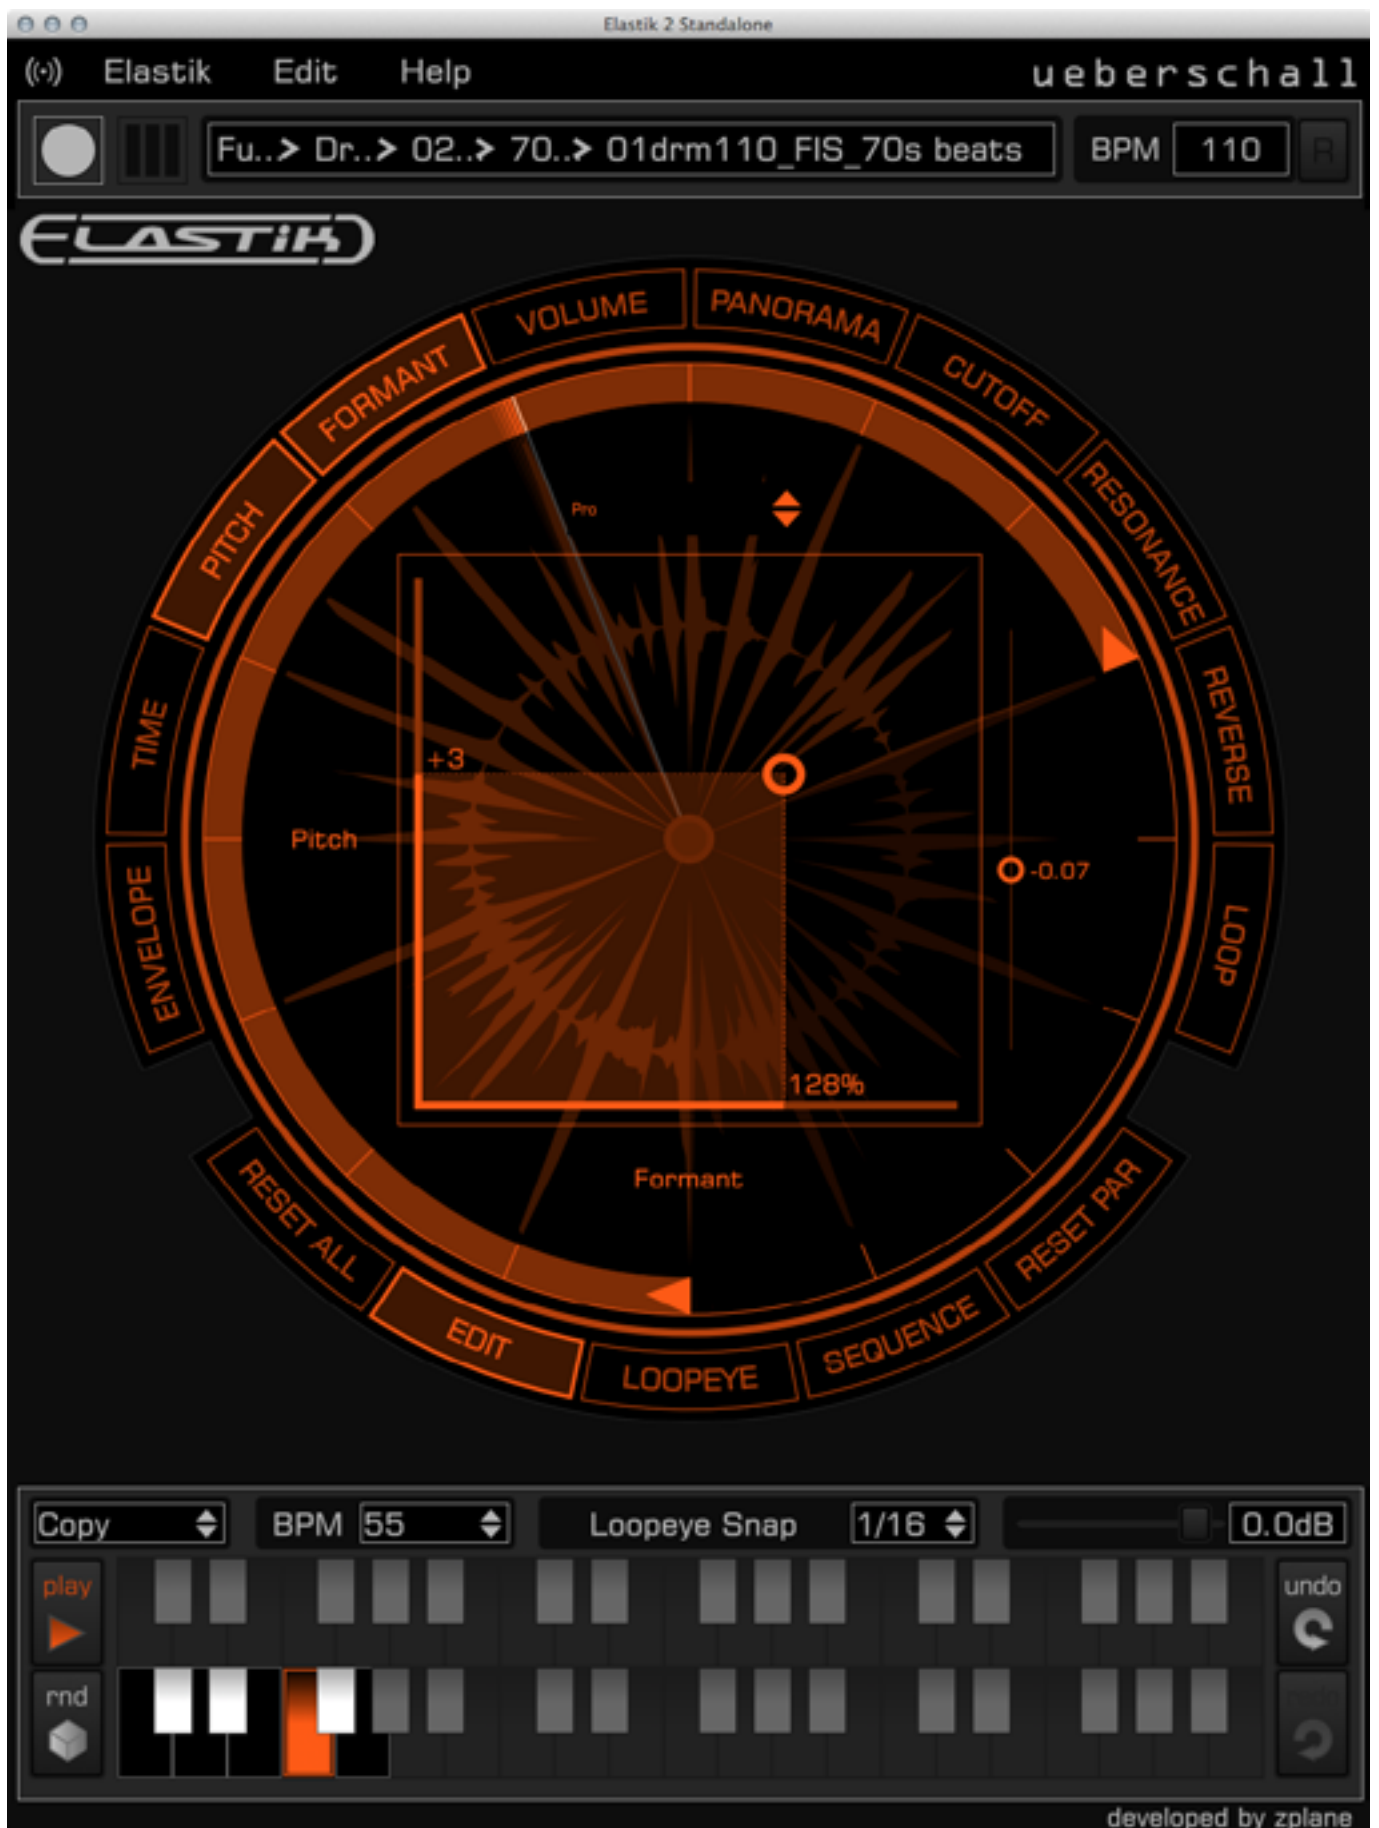 Elastik 2 Standalone
Elastik Edit Help
ueberschall
Fu..> Dr..> 02..> 70..> 01drm110_FIS_70s beats
BPM 110 R
ELASTiK
VOLUME
PANORAMA
FORMANT
CUTOFF
PITCH
RESONANCE
TIME
REVERSE
ENVELOPE
LOOP
Pro
+3
Pitch
-0.07
128%
Formant
RESET ALL
EDIT
LOOPEYE
SEQUENCE
RESET PAR
Copy
BPM 55
Loopeye Snap 1/16
0.0dB
play
undo
rnd
redo
developed by zplane